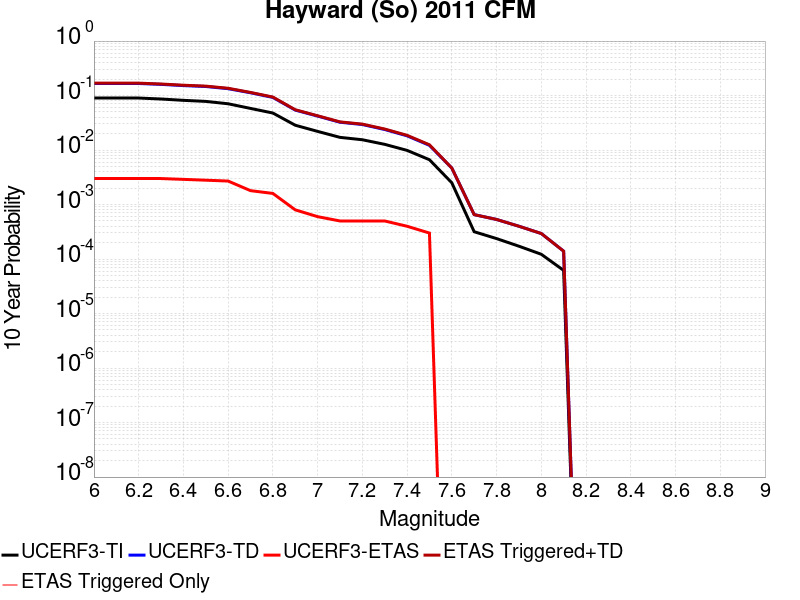 Hayward (So) 2011 CFM
10 Year Probability
10^0
10^-1
10^-2
10^-3
10^-4
10^-5
10^-6
10^-7
10^-8
6 6.2 6.4 6.6 6.8 7 7.2 7.4 7.6 7.8 8 8.2 8.4 8.6 8.8 9
Magnitude
UCERF3-TI UCERF3-TD UCERF3-ETAS ETAS Triggered+TD
ETAS Triggered Only